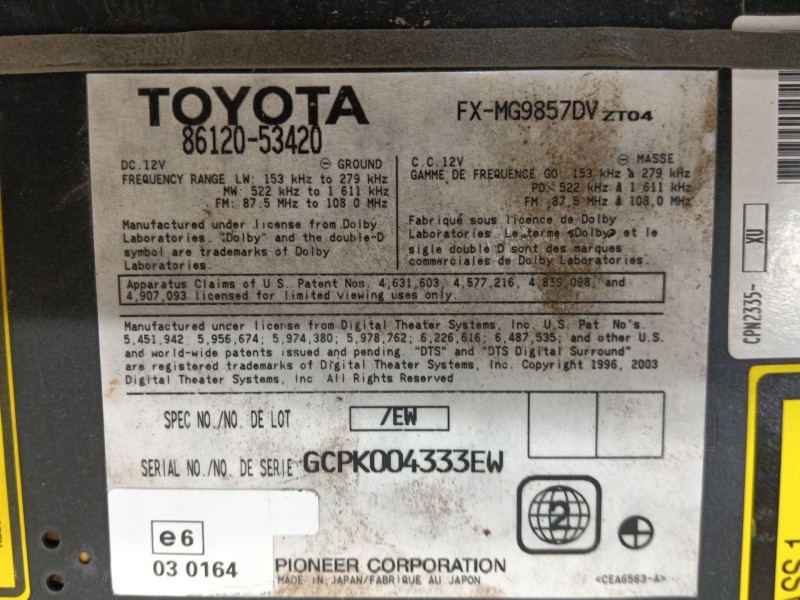 TOYOTA
86120-53420
FX-MG9857DV ZT04
DC. 12V ⊖ GROUND
FREQUENCY RANGE LW: 153 kHz to 279 kHz
MW: 522 kHz to 1 611 kHz
FM: 87.5 MHz to 108.0 MHz
C.C. 12V ⊖ MASSE
GAMME DE FREQUENCE GO: 153 kHz à 279 kHz
PO: 522 kHz à 1 611 kHz
FM: 87.5 MHz à 108.0 MHz
Manufactured under license from Dolby
Laboratories. "Dolby" and the double-D
symbol are trademarks of Dolby
Laboratories.
Fabriqué sous licence de Dolby
Laboratories. Le terme «Dolby» et le
sigle double D sont des marques
commerciales de Dolby Laboratories.
Apparatus Claims of U.S. Patent Nos. 4,631,603, 4,577,216, 4,819,098, and
4,907,093 licensed for limited viewing uses only.
Manufactured under license from Digital Theater Systems, Inc. U.S. Pat. No's.
5,451,942, 5,956,674; 5,974,380; 5,978,762; 6,226,616; 6,487,535; and other U.S.
and world-wide patents issued and pending. "DTS" and "DTS Digital Surround"
are registered trademarks of Digital Theater Systems, Inc. Copyright 1996, 2003
Digital Theater Systems, Inc. All Rights Reserved
SPEC NO./NO. DE LOT /EW
SERIAL NO./NO. DE SERIE GCPK004333EW
2
e6
03 0164
PIONEER CORPORATION
MADE IN JAPAN/FABRIQUE AU JAPON
<CEA6563-A>
CPN2335- XU
SS 1